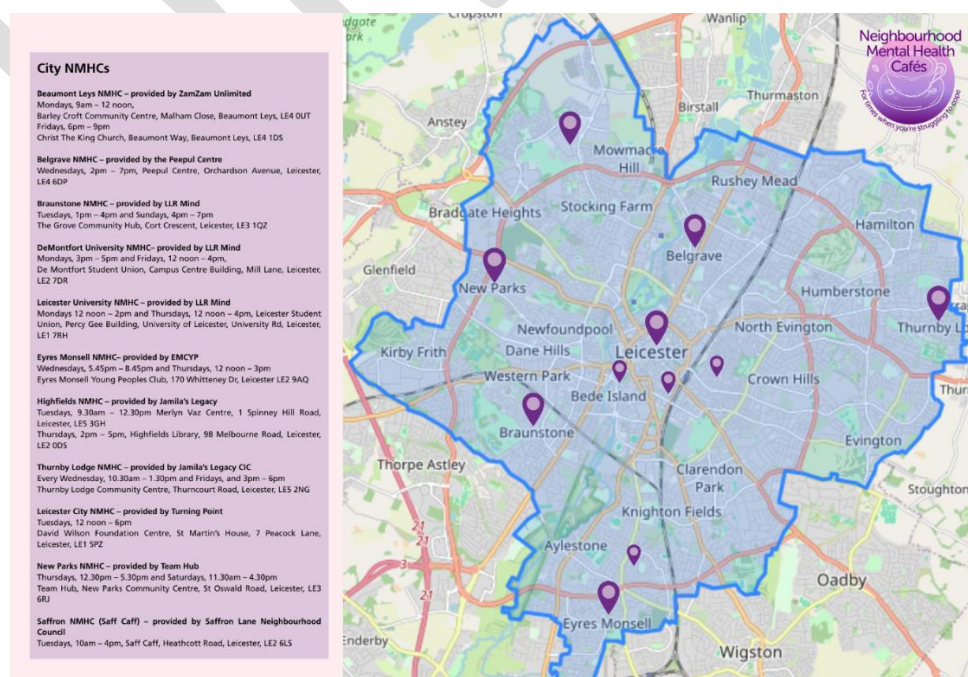 City NMHCs
Beaumont Leys NMHC – provided by ZamZam Unlimited
Mondays, 9am – 12 noon,
Barley Croft Community Centre, Malham Close, Beaumont Leys, LE4 0UT
Fridays, 6pm – 9pm
Christ The King Church, Beaumont Way, Beaumont Leys, LE4 1DS
Belgrave NMHC – provided by the Peepul Centre
Wednesdays, 2pm – 7pm, Peepul Centre, Orchardson Avenue, Leicester,
LE4 6DP
Braunstone NMHC – provided by LLR Mind
Tuesdays, 1pm – 4pm and Sundays, 4pm – 7pm
The Grove Community Hub, Cort Crescent, Leicester, LE3 1QZ
DeMontfort University NMHC– provided by LLR Mind
Mondays, 3pm – 5pm and Fridays, 12 noon – 4pm,
De Montfort Student Union, Campus Centre Building, Mill Lane, Leicester,
LE2 7DR
Leicester University NMHC – provided by LLR Mind
Mondays 12 noon – 2pm and Thursdays, 12 noon – 4pm, Leicester Student
Union, Percy Gee Building, University of Leicester, University Rd, Leicester,
LE1 7RH
Eyres Monsell NMHC– provided by EMCYP
Wednesdays, 5.45pm – 8.45pm and Thursdays, 12 noon – 3pm
Eyres Monsell Young Peoples Club, 170 Whitteney Dr, Leicester LE2 9AQ
Highfields NMHC – provided by Jamila's Legacy
Tuesdays, 9.30am – 12.30pm Merlyn Vaz Centre, 1 Spinney Hill Road,
Leicester, LE5 3GH
Thursdays, 2pm – 5pm, Highfields Library, 98 Melbourne Road, Leicester,
LE2 0DS
Thurnby Lodge NMHC – provided by Jamila's Legacy CIC
Every Wednesday, 10.30am – 1.30pm and Fridays, and 3pm – 6pm
Thurnby Lodge Community Centre, Thurncourt Road, Leicester, LE5 2NG
Leicester City NMHC – provided by Turning Point
Tuesdays, 12 noon – 6pm
David Wilson Foundation Centre, St Martin's House, 7 Peacock Lane,
Leicester, LE1 5PZ
New Parks NMHC – provided by Team Hub
Thursdays, 12.30pm – 5.30pm and Saturdays, 11.30am – 4.30pm
Team Hub, New Parks Community Centre, St Oswald Road, Leicester, LE3
6RJ
Saffron NMHC (Saff Caff) – provided by Saffron Lane Neighbourhood
Council
Tuesdays, 10am – 4pm, Saff Caff, Heathcott Road, Leicester, LE2 6LS
Neighbourhood
Mental Health
Cafés
For times when you're struggling to cope
Cropston
Wanlip
Thurmaston
Birstall
Anstey
Mowmacre
Hill
Rushey Mead
Stocking Farm
Bradgate Heights
Hamilton
Belgrave
Glenfield
New Parks
Humberstone
Newfoundpool
North Evington
Thurnby Lo
Kirby Frith
Dane Hills
Leicester
Western Park
Crown Hills
Bede Island
Thur
Braunstone
Evington
Thorpe Astley
Clarendon
Park
Stoughton
Knighton Fields
21
21
Aylestone
3
21
Oadby
Eyres Monsell
Enderby
Wigston